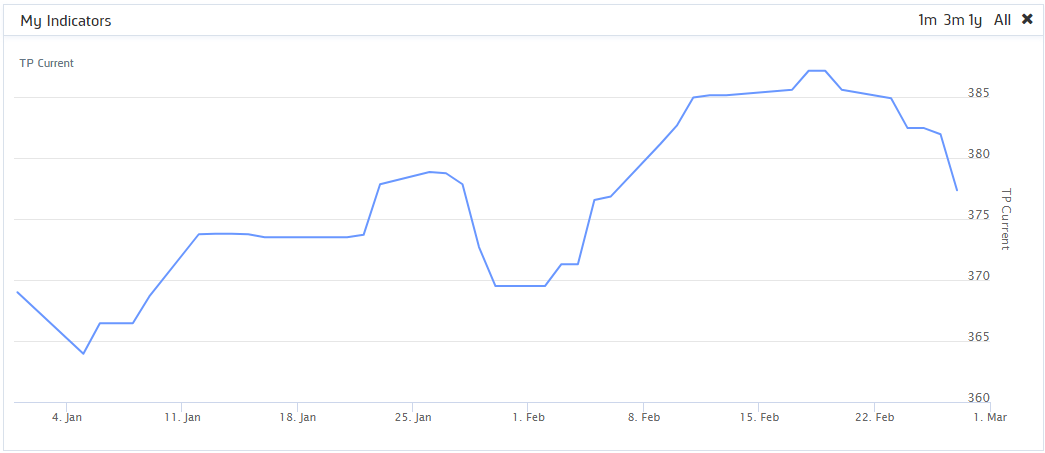 My Indicators
1m 3m 1y All ✖
TP Current
385
380
375
370
365
360
TP Current
4. Jan 11. Jan 18. Jan 25. Jan 1. Feb 8. Feb 15. Feb 22. Feb 1. Mar